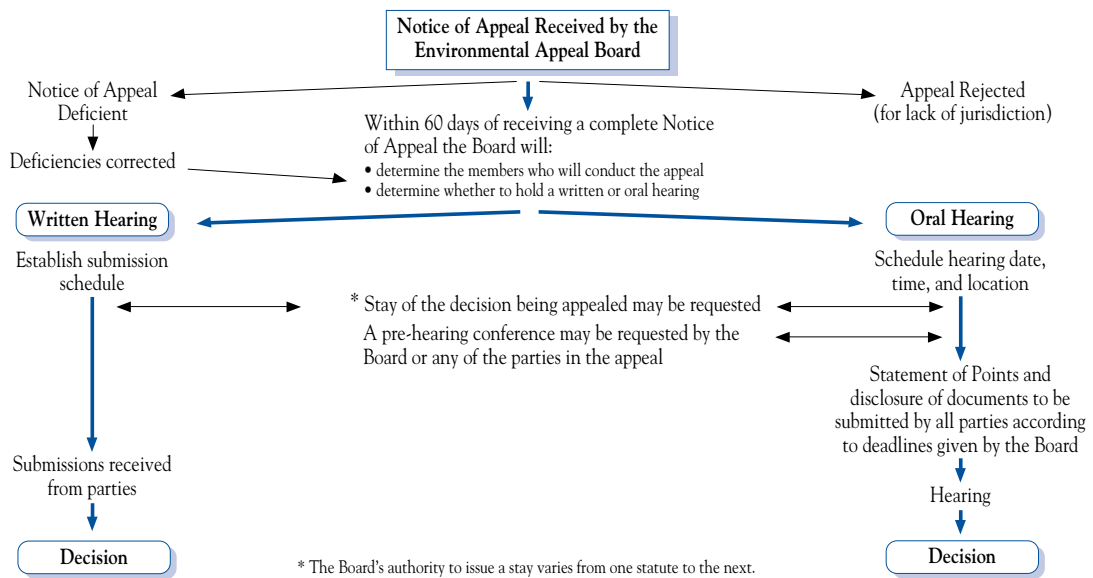 Notice of Appeal Received by the
Environmental Appeal Board
Notice of Appeal
Deficient
Appeal Rejected
(for lack of jurisdiction)
Within 60 days of receiving a complete Notice
of Appeal the Board will:
• determine the members who will conduct the appeal
• determine whether to hold a written or oral hearing
Deficiencies corrected
Written Hearing
Oral Hearing
Establish submission
schedule
Schedule hearing date,
time, and location
* Stay of the decision being appealed may be requested
A pre-hearing conference may be requested by the
Board or any of the parties in the appeal
Statement of Points and
disclosure of documents to be
submitted by all parties according
to deadlines given by the Board
Submissions received
from parties
Hearing
Decision
Decision
* The Board's authority to issue a stay varies from one statute to the next.